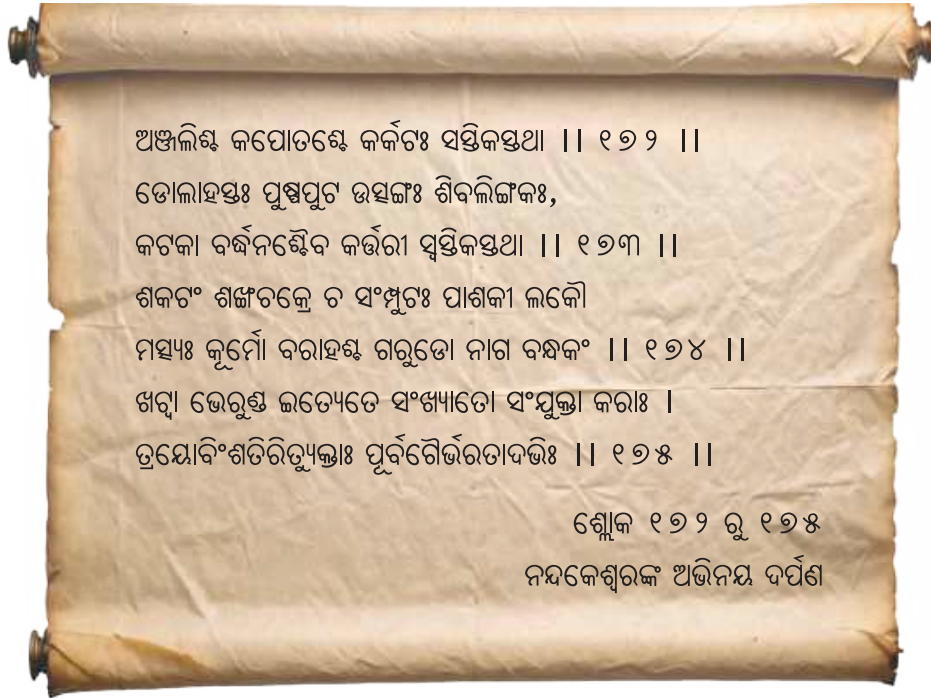 ଅଞ୍ଜଲିଶ୍ଚ କପୋତଶ୍ଚେ କର୍କଟଃ ସସ୍ତିକସ୍ତଥା || ୧୭୨ ||
ଡୋଲାହସ୍ତଃ ପୁଷ୍ପପୁଟ ଉତ୍ସଙ୍ଗଃ ଶିବଲିଙ୍ଗକଃ,
କଟକା ବର୍ଦ୍ଧନଶ୍ଚୈବ କର୍ତ୍ତରୀ ସ୍ୱସ୍ତିକସ୍ତଥା || ୧୭୩ ||
ଶକଟଂ ଶଙ୍ଖଚକ୍ରେ ଚ ସଂମ୍ପୁଟଃ ପାଶକୀ ଲକୌ
ମତ୍ସ୍ୟଃ କୂର୍ମୋ ବରାହଶ୍ଚ ଗରୁଡୋ ନାଗ ବନ୍ଧକଂ || ୧୭୪ ||
ଖଟ୍ୱା ଭେରୁଣ୍ଡ ଇତ୍ୟେତେ ସଂଖ୍ୟାତୋ ସଂଯୁକ୍ତା କରାଃ |
ତ୍ରୟୋବିଂଶତିରିତ୍ୟୁକ୍ତାଃ ପୂର୍ବଗୈର୍ଭରତାଦଭିଃ || ୧୭୫ ||
ଶ୍ଲୋକ ୧୭୨ ରୁ ୧୭୫
ନନ୍ଦକେଶ୍ୱରଙ୍କ ଅଭିନୟ ଦର୍ପଣ